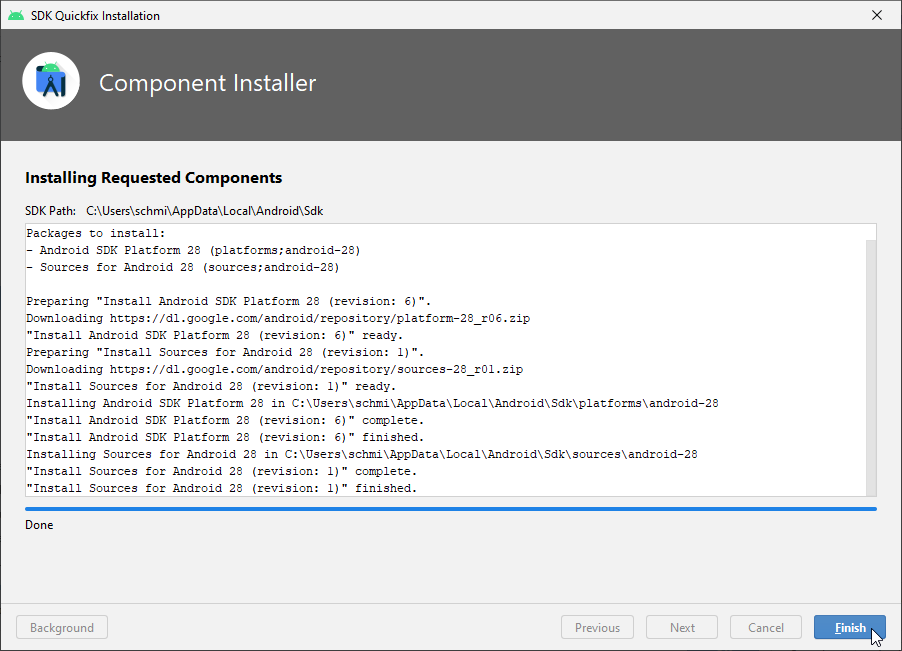 SDK Quickfix Installation
Component Installer
Installing Requested Components
SDK Path: C:\Users\schmi\AppData\Local\Android\Sdk
Packages to install:
- Android SDK Platform 28 (platforms;android-28)
- Sources for Android 28 (sources;android-28)
Preparing "Install Android SDK Platform 28 (revision: 6)".
Downloading https://dl.google.com/android/repository/platform-28_r06.zip
"Install Android SDK Platform 28 (revision: 6)" ready.
Preparing "Install Sources for Android 28 (revision: 1)".
Downloading https://dl.google.com/android/repository/sources-28_r01.zip
"Install Sources for Android 28 (revision: 1)" ready.
Installing Android SDK Platform 28 in C:\Users\schmi\AppData\Local\Android\Sdk\platforms\android-28
"Install Android SDK Platform 28 (revision: 6)" complete.
"Install Android SDK Platform 28 (revision: 6)" finished.
Installing Sources for Android 28 in C:\Users\schmi\AppData\Local\Android\Sdk\sources\android-28
"Install Sources for Android 28 (revision: 1)" complete.
"Install Sources for Android 28 (revision: 1)" finished.
Done
Background Previous Next Cancel Finish